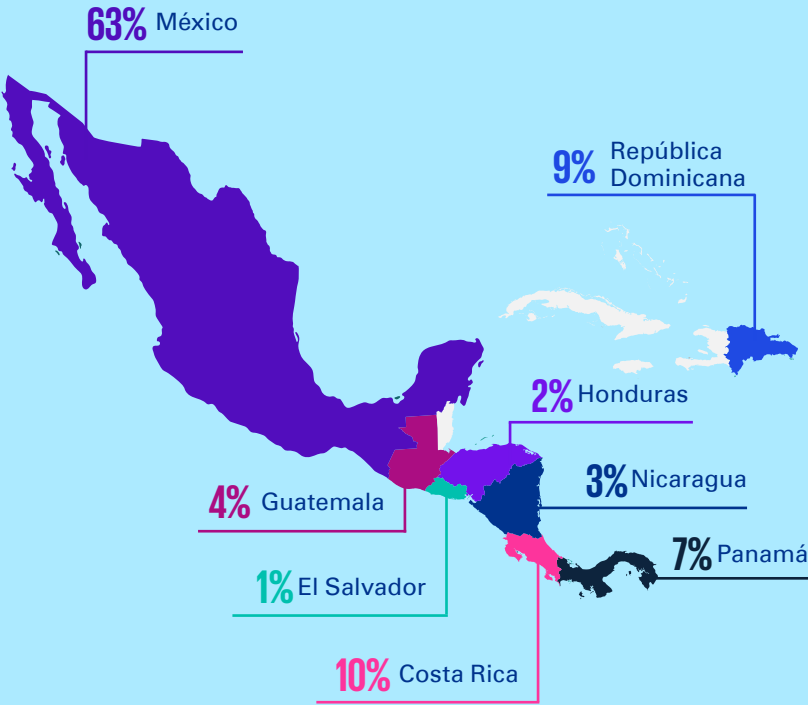 63% México
9% República
Dominicana
2% Honduras
3% Nicaragua
4% Guatemala
7% Panamá
1% El Salvador
10% Costa Rica